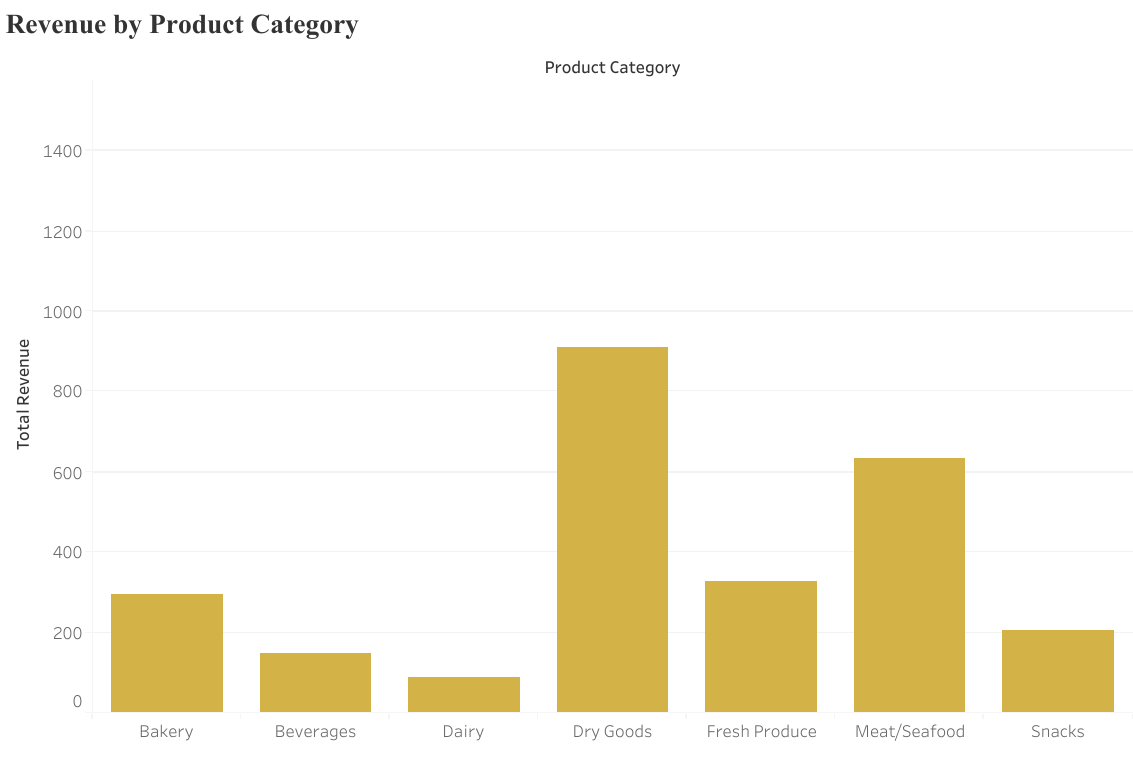 Revenue by Product Category
Product Category
Total Revenue
1400
1200
1000
800
600
400
200
0
Bakery
Beverages
Dairy
Dry Goods
Fresh Produce
Meat/Seafood
Snacks